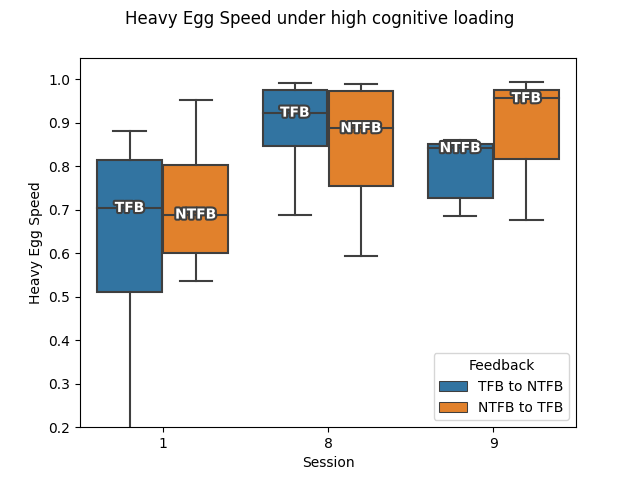 Heavy Egg Speed under high cognitive loading
Heavy Egg Speed
1.0
0.9
0.8
0.7
0.6
0.5
0.4
0.3
0.2
TFB
NTFB
TFB
NTFB
NTFB
TFB
Feedback
TFB to NTFB
NTFB to TFB
1
8
9
Session